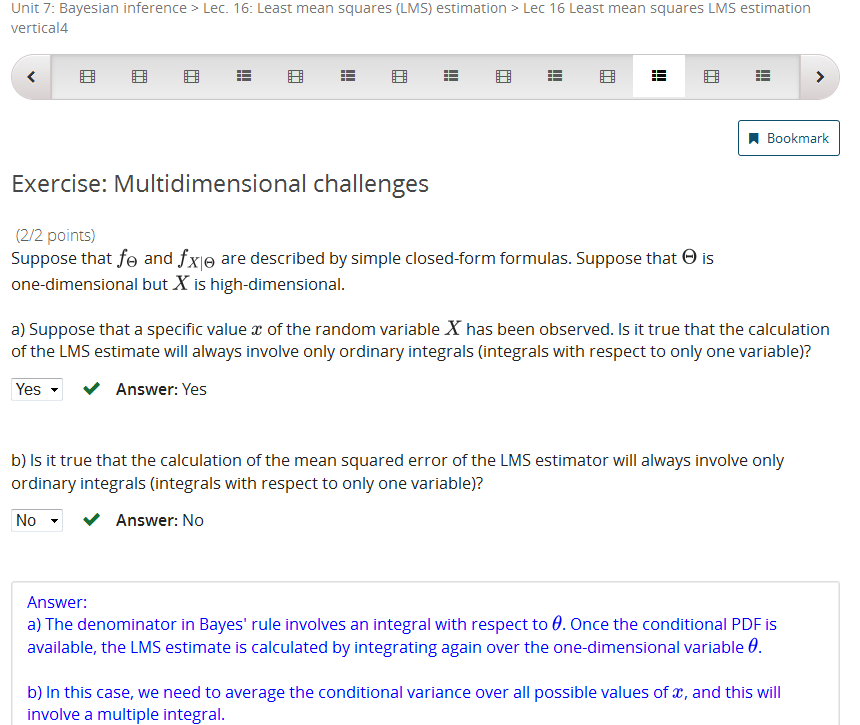 Unit 7: Bayesian inference > Lec. 16: Least mean squares (LMS) estimation > Lec 16 Least mean squares LMS estimation
vertical4
Bookmark
Exercise: Multidimensional challenges
(2/2 points)
Suppose that f_Θ and f_{X|Θ} are described by simple closed-form formulas. Suppose that Θ is
one-dimensional but X is high-dimensional.
a) Suppose that a specific value x of the random variable X has been observed. Is it true that the calculation
of the LMS estimate will always involve only ordinary integrals (integrals with respect to only one variable)?
Yes Answer: Yes
b) Is it true that the calculation of the mean squared error of the LMS estimator will always involve only
ordinary integrals (integrals with respect to only one variable)?
No Answer: No
Answer:
a) The denominator in Bayes' rule involves an integral with respect to θ. Once the conditional PDF is
available, the LMS estimate is calculated by integrating again over the one-dimensional variable θ.
b) In this case, we need to average the conditional variance over all possible values of x, and this will
involve a multiple integral.